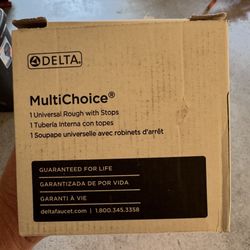 DELTA.
MultiChoice®
1 Universal Rough with Stops
1 Tubería Interna con topes
1 Soupape universelle avec robinets d'arrêt
GUARANTEED FOR LIFE
GARANTIZADA DE POR VIDA
GARANTI À VIE
deltafaucet.com | 1.800.345.3358